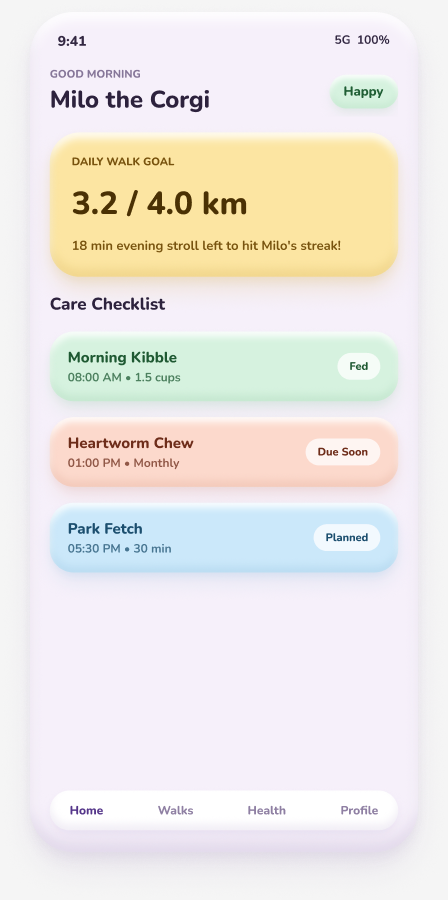 9:41
5G 100%
GOOD MORNING
Milo the Corgi
Happy
DAILY WALK GOAL
3.2 / 4.0 km
18 min evening stroll left to hit Milo's streak!
Care Checklist
Morning Kibble
08:00 AM • 1.5 cups
Fed
Heartworm Chew
01:00 PM • Monthly
Due Soon
Park Fetch
05:30 PM • 30 min
Planned
Home
Walks
Health
Profile